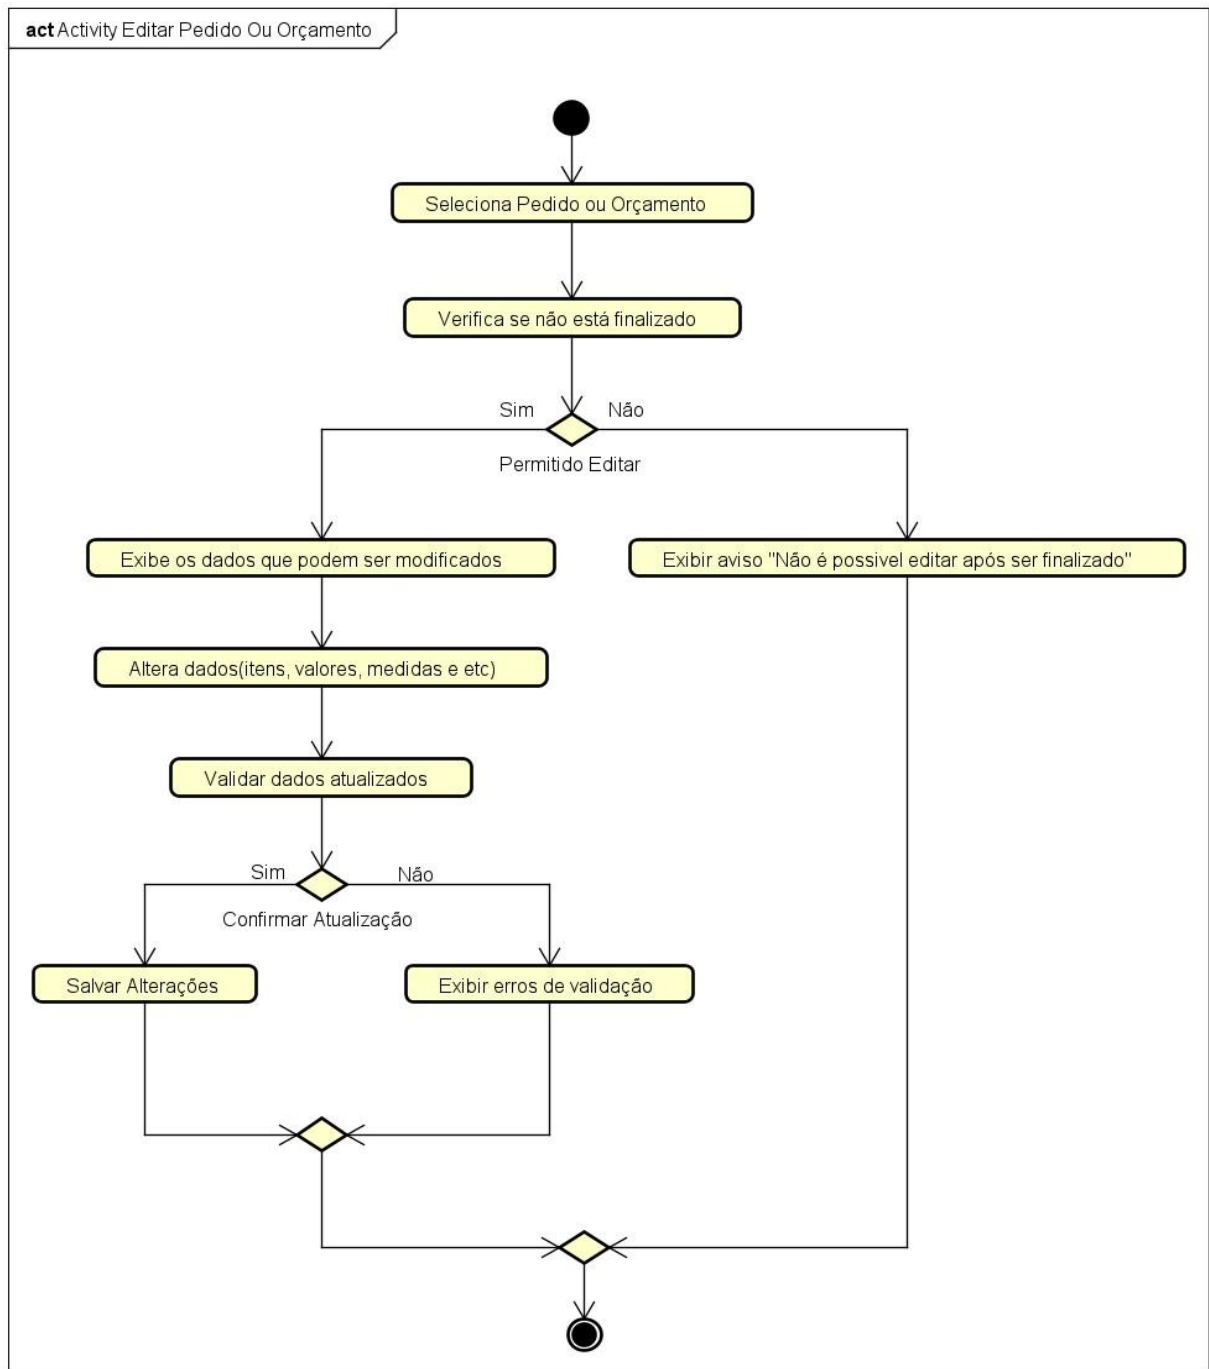 act Activity Editar Pedido Ou Orçamento
Seleciona Pedido ou Orçamento
Verifica se não está finalizado
Sim
Não
Permitido Editar
Exibe os dados que podem ser modificados
Exibir aviso "Não é possivel editar após ser finalizado"
Altera dados(itens, valores, medidas e etc)
Validar dados atualizados
Sim
Não
Confirmar Atualização
Salvar Alterações
Exibir erros de validação